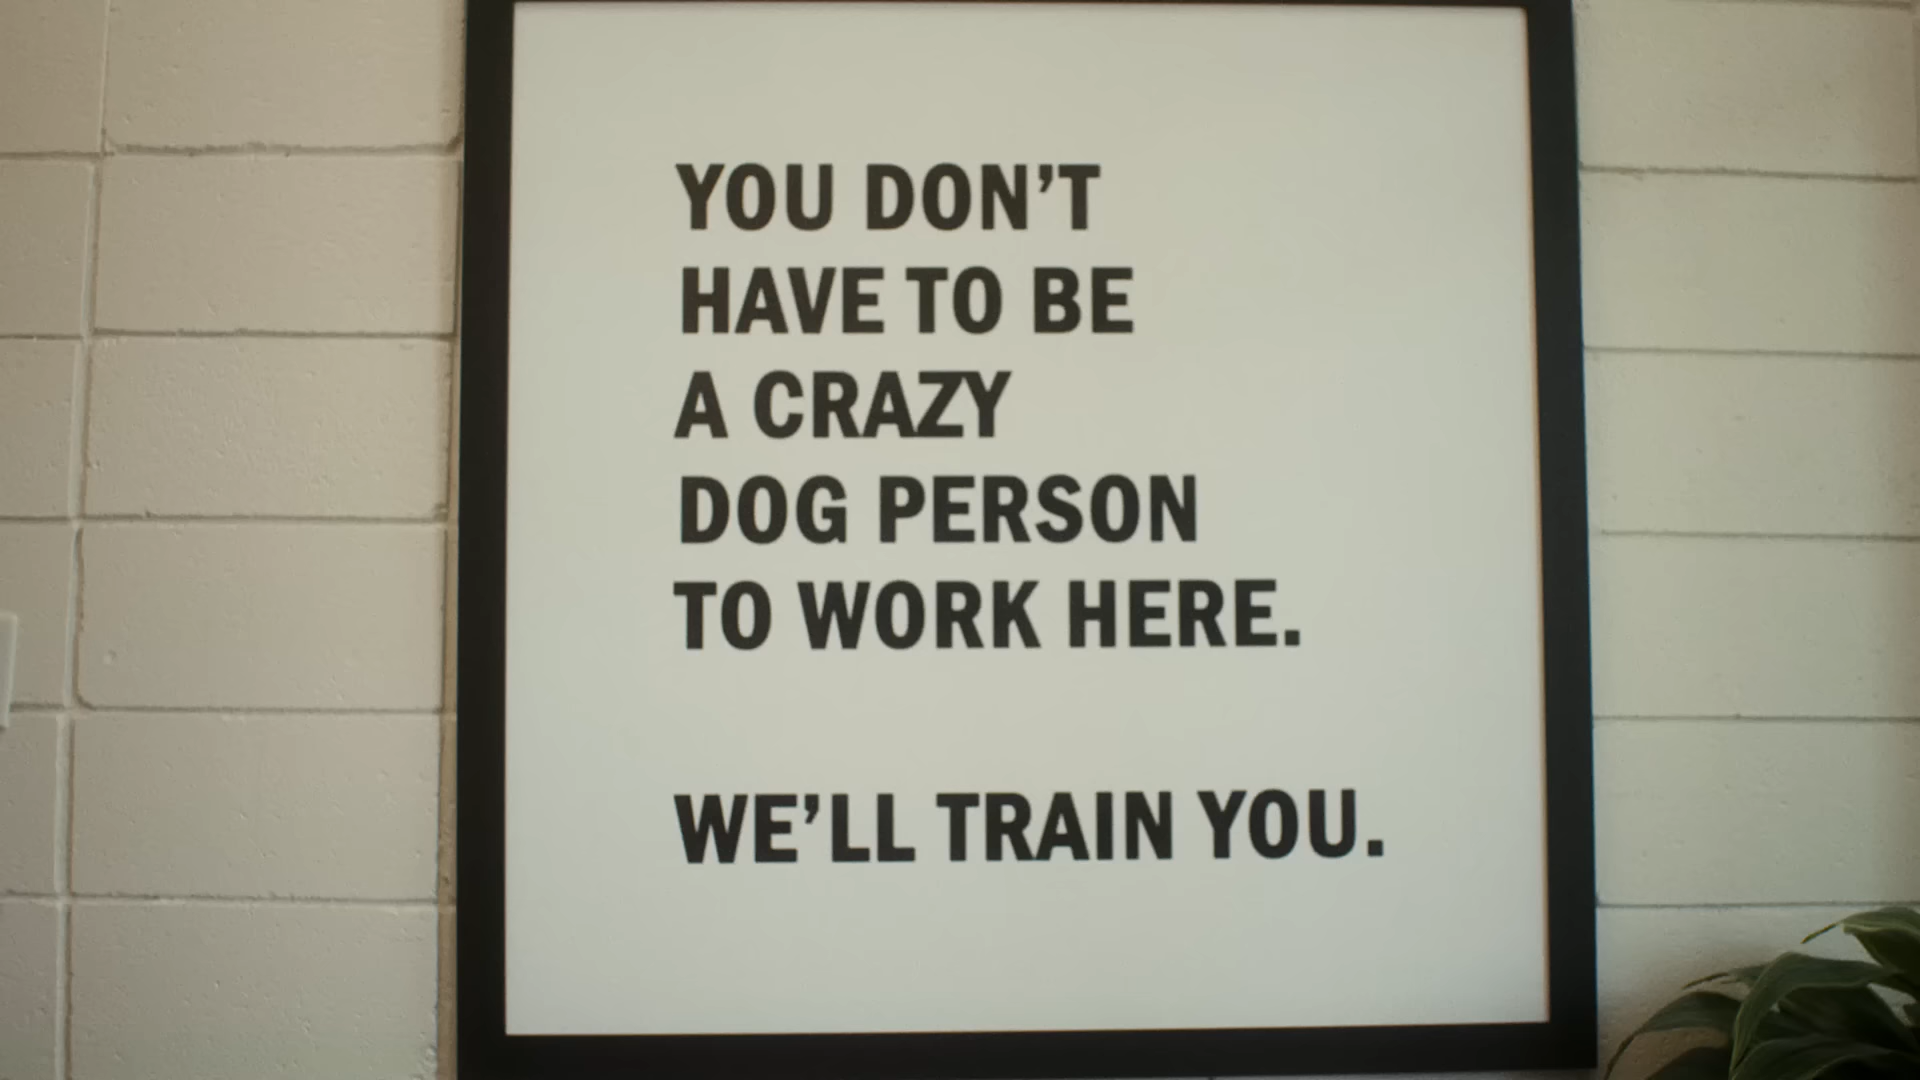 YOU DON’T
HAVE TO BE
A CRAZY
DOG PERSON
TO WORK HERE.
WE’LL TRAIN YOU.